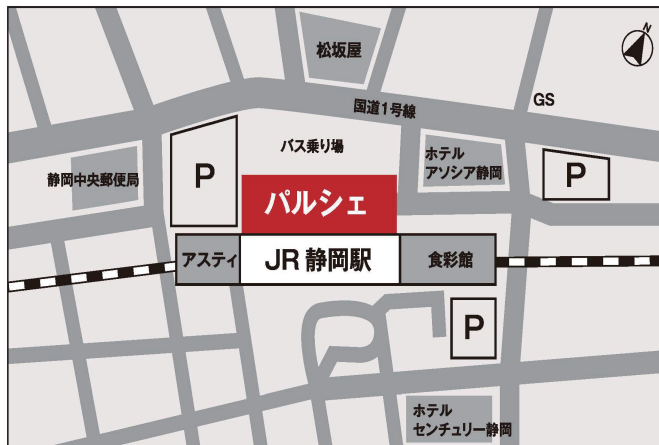 N
松坂屋
国道1号線
GS
バス乗り場
ホテル
アソシア静岡
静岡中央郵便局
P
P
パルシェ
アスティ
JR 静岡駅
食彩館
P
ホテル
センチュリー静岡